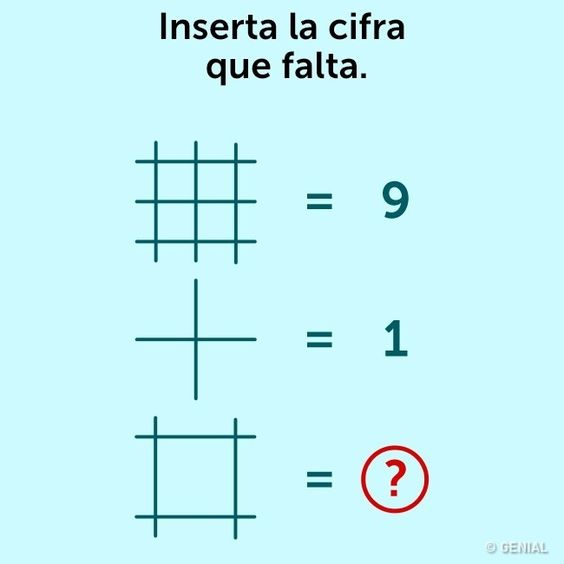 Inserta la cifra
que falta.
= 9
= 1
= ?
© GENIAL